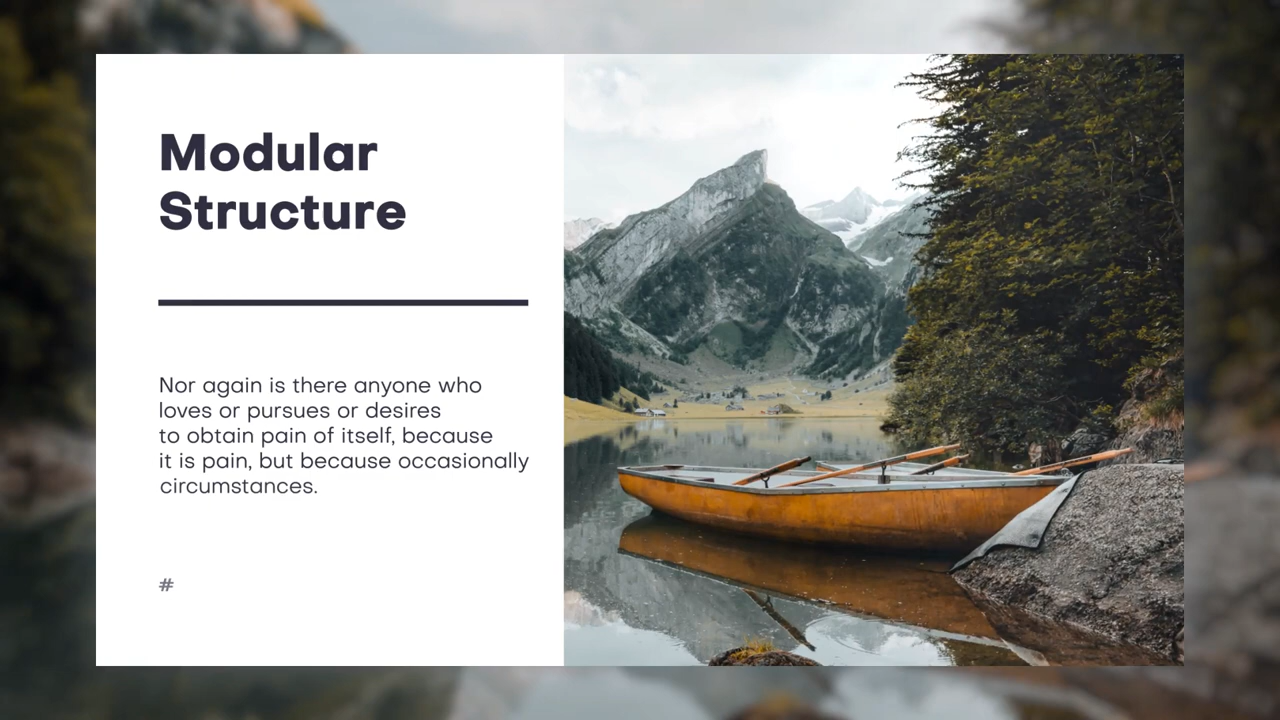 Modular
Structure
Nor again is there anyone who
loves or pursues or desires
to obtain pain of itself, because
it is pain, but because occasionally
circumstances.
#